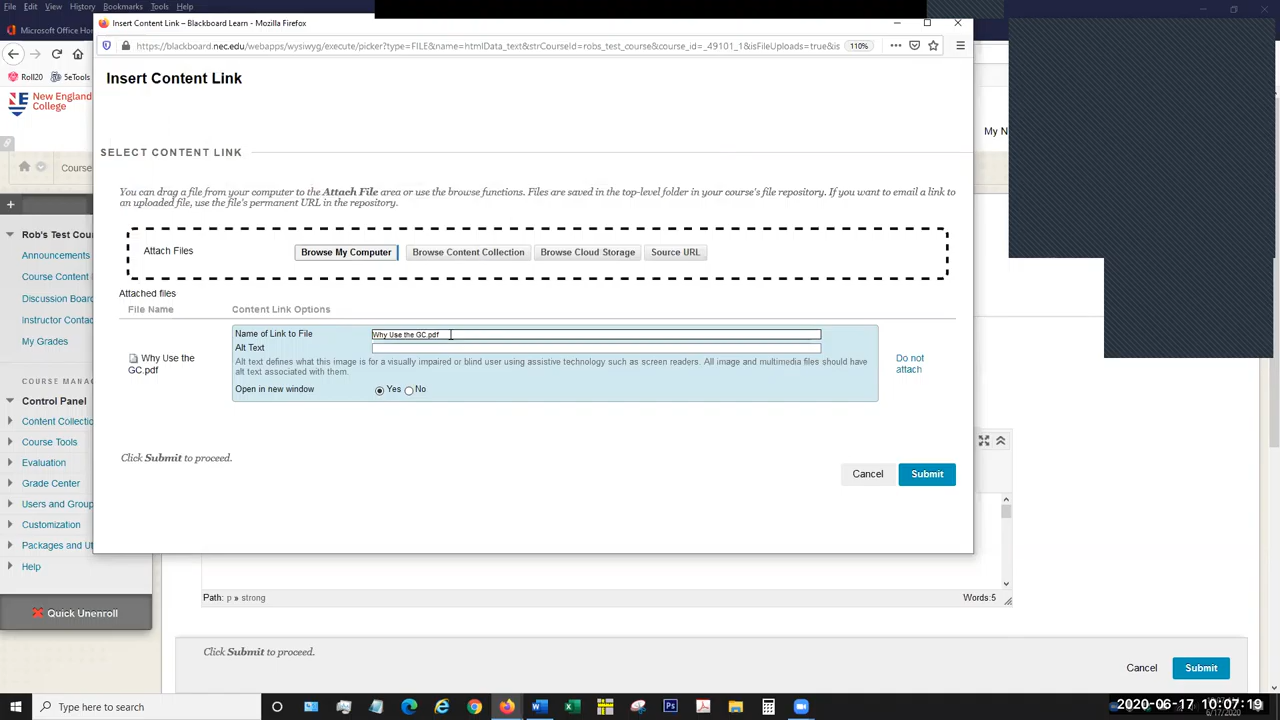 File Edit View History Bookmarks Tools Help
Insert Content Link – Blackboard Learn - Mozilla Firefox
Microsoft Office Hom
https://blackboard.nec.edu/webapps/wysiwyg/execute/picker?type=FILE&name=htmlData_text&strCourseId=robs_test_course&course_id=_49101_1&isFileUploads=true&is 110%
Roll20 SeTools
Insert Content Link
New England
College
My N
SELECT CONTENT LINK
Course
You can drag a file from your computer to the Attach File area or use the browse functions. Files are saved in the top-level folder in your course's file repository. If you want to email a link to
an uploaded file, use the file's permanent URL in the repository.
Rob's Test Cou
Attach Files Browse My Computer Browse Content Collection Browse Cloud Storage Source URL
Announcements
Course Content
Attached files
Discussion Board
File Name Content Link Options
Instructor Contac
Name of Link to File Why Use the GC.pdf
My Grades
Alt Text
Why Use the
GC.pdf
Alt text defines what this image is for a visually impaired or blind user using assistive technology such as screen readers. All image and multimedia files should have
alt text associated with them.
Do not
attach
COURSE MANAG
Open in new window Yes No
Control Panel
Content Collectio
Course Tools
Click Submit to proceed.
Evaluation
Cancel Submit
Grade Center
Users and Group
Customization
Packages and Ut
Help
Path: p » strong Words:5
Quick Unenroll
Click Submit to proceed.
Cancel Submit
Type here to search
2020-06-17 10:07:19
6/17/2020